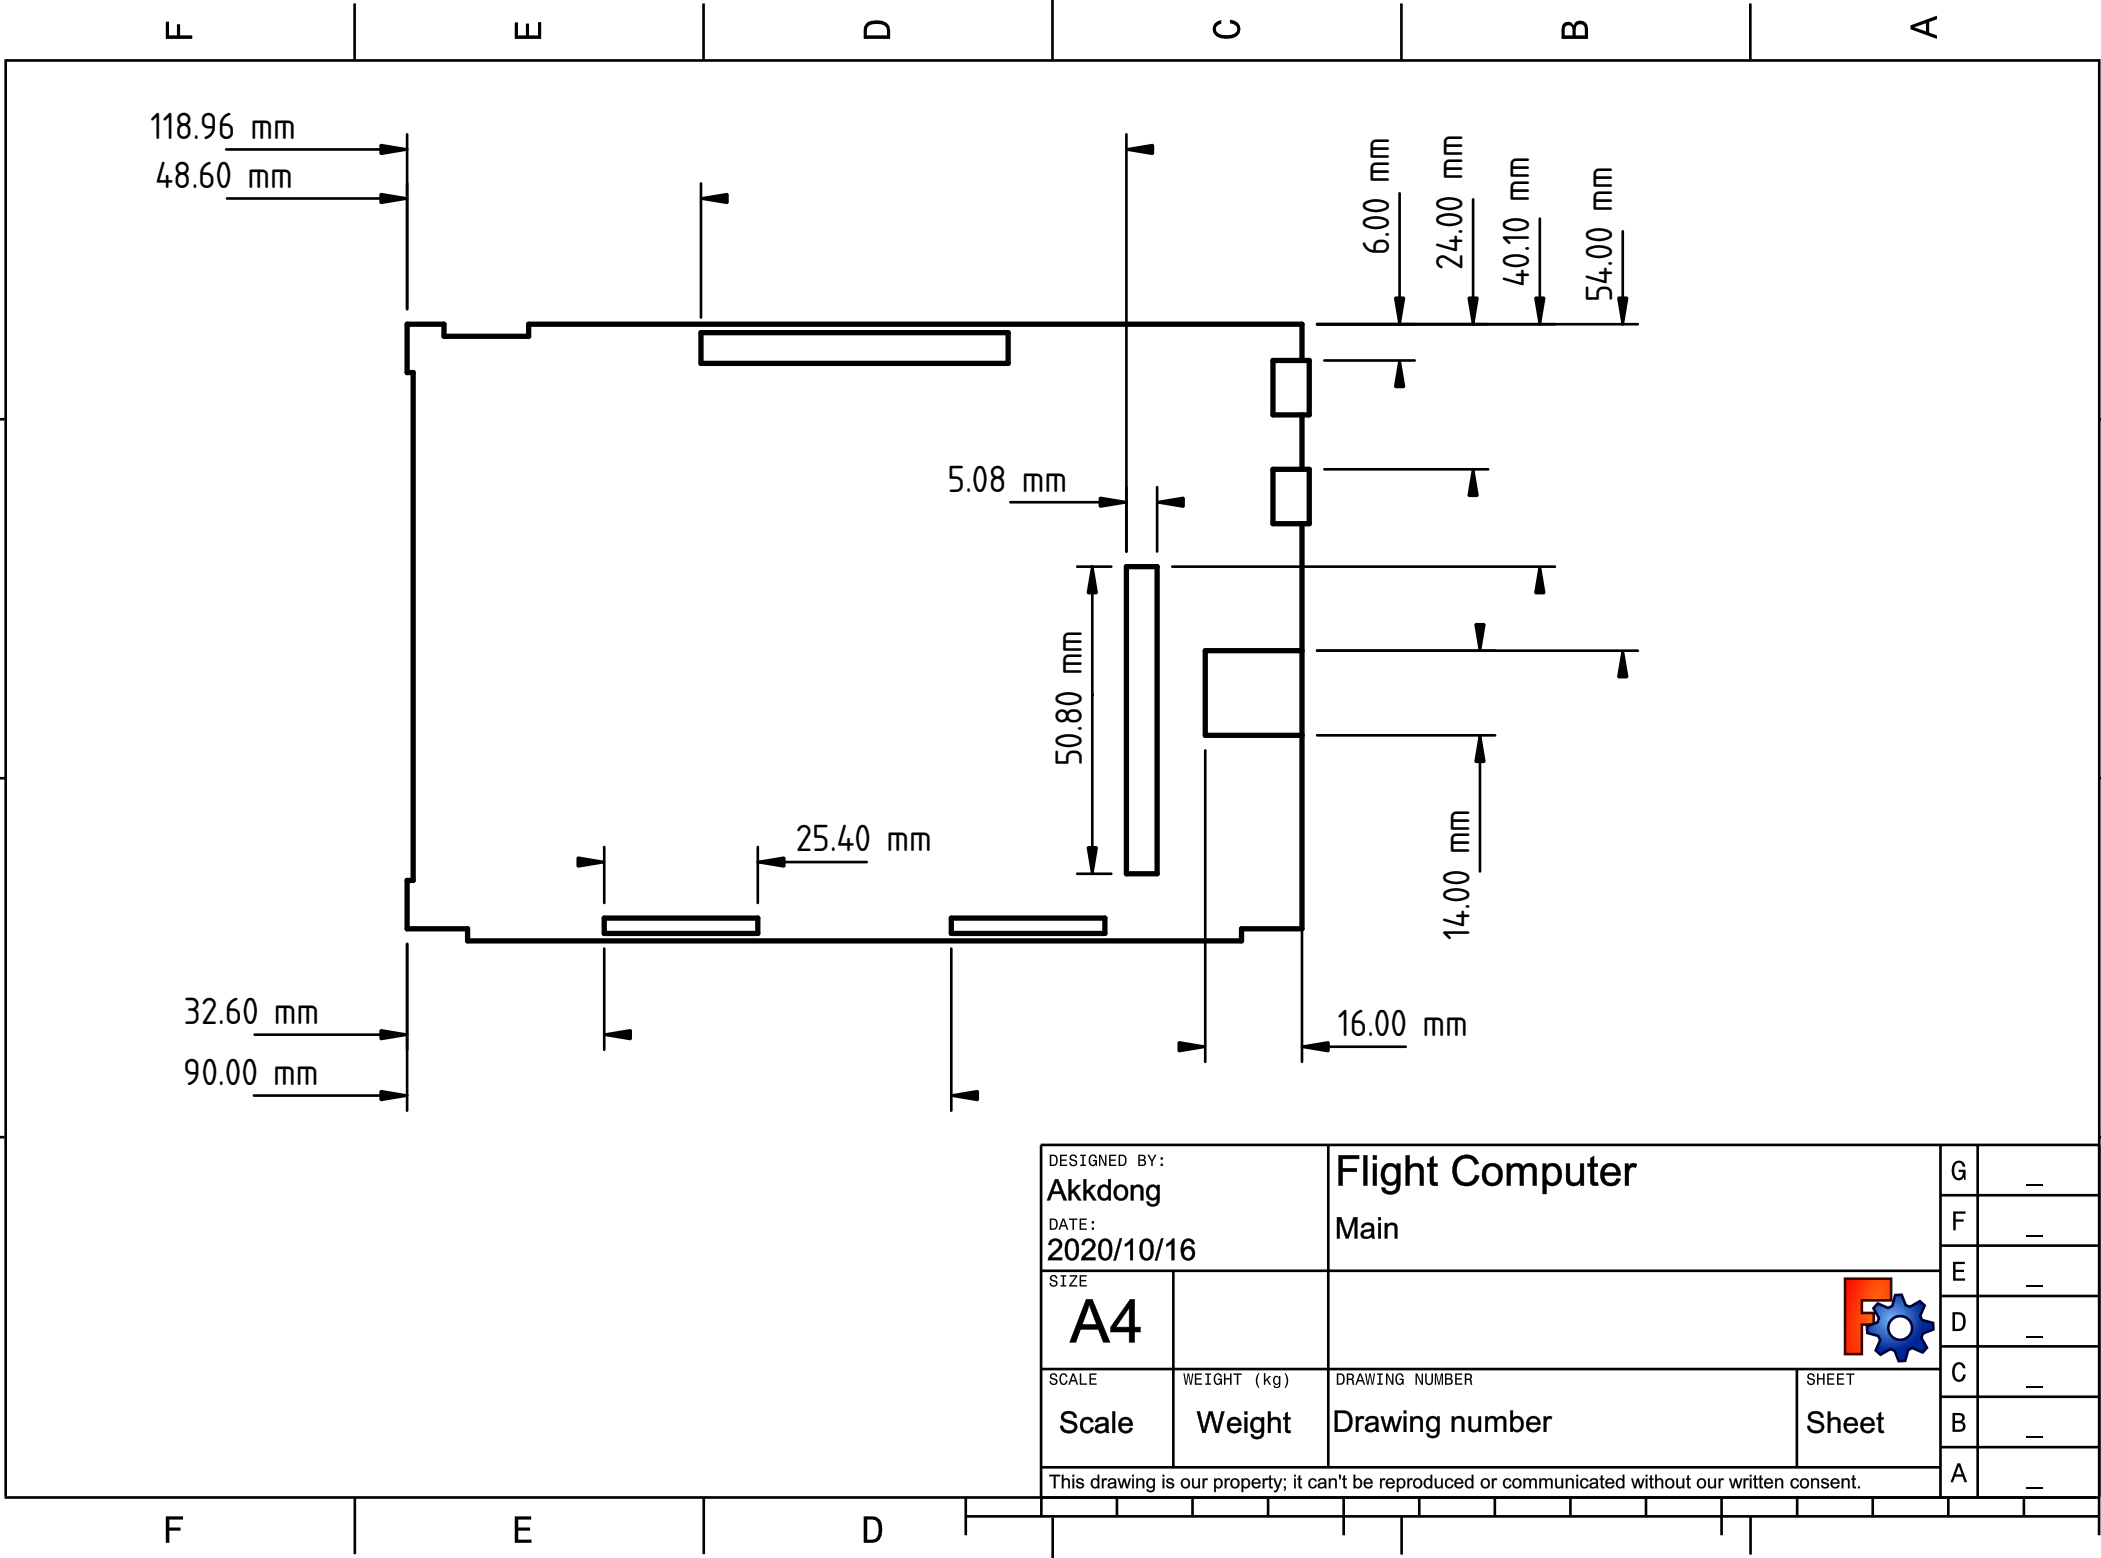 F E D C B A
118.96 mm
48.60 mm
6.00 mm
24.00 mm
40.10 mm
54.00 mm
5.08 mm
50.80 mm
25.40 mm
14.00 mm
32.60 mm
90.00 mm
16.00 mm
DESIGNED BY:
Akkdong
DATE:
2020/10/16
Flight Computer
Main
SIZE
A4
SCALE
Scale
WEIGHT (kg)
Weight
DRAWING NUMBER
Drawing number
SHEET
Sheet
This drawing is our property; it can't be reproduced or communicated without our written consent.
G _
F _
E _
D _
C _
B _
A _
F E D